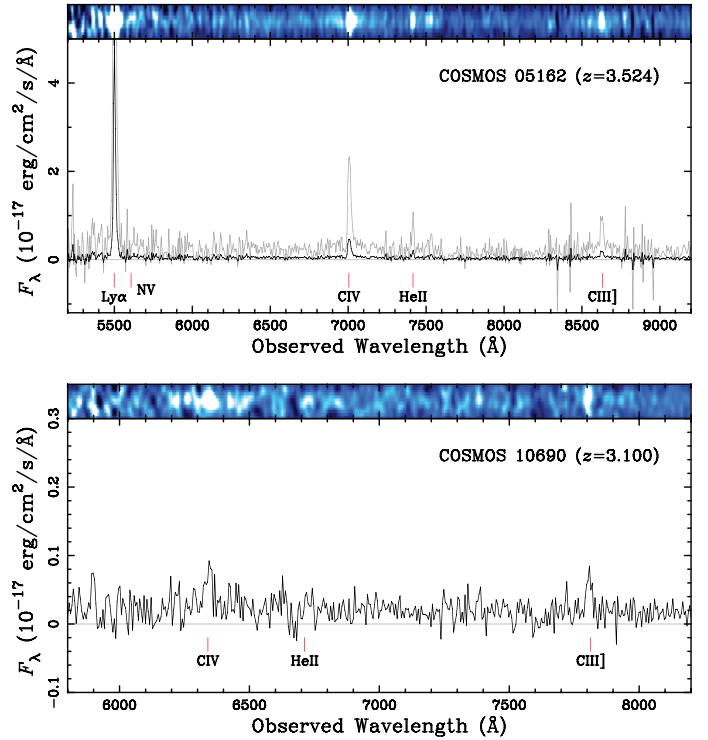 COSMOS 05162 (z=3.524)
4
2
0
F_λ (10⁻¹⁷ erg/cm²/s/Å)
Lyα
NV
CIV
HeII
CIII]
5500 6000 6500 7000 7500 8000 8500 9000
Observed Wavelength (Å)
COSMOS 10690 (z=3.100)
0.3
0.2
0.1
0
−0.1
F_λ (10⁻¹⁷ erg/cm²/s/Å)
CIV HeII CIII]
6000 6500 7000 7500 8000
Observed Wavelength (Å)